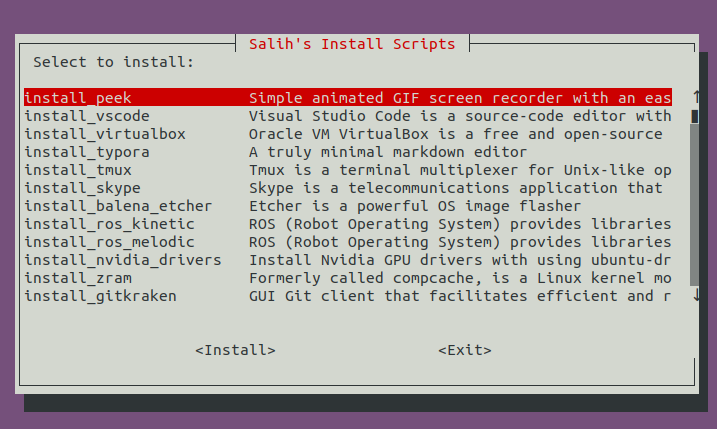 Salih's Install Scripts
Select to install:
install_peek Simple animated GIF screen recorder with an eas
install_vscode Visual Studio Code is a source-code editor with
install_virtualbox Oracle VM VirtualBox is a free and open-source
install_typora A truly minimal markdown editor
install_tmux Tmux is a terminal multiplexer for Unix-like op
install_skype Skype is a telecommunications application that
install_balena_etcher Etcher is a powerful OS image flasher
install_ros_kinetic ROS (Robot Operating System) provides libraries
install_ros_melodic ROS (Robot Operating System) provides libraries
install_nvidia_drivers Install Nvidia GPU drivers with using ubuntu-dr
install_zram Formerly called compcache, is a Linux kernel mo
install_gitkraken GUI Git client that facilitates efficient and r
<Install> <Exit>